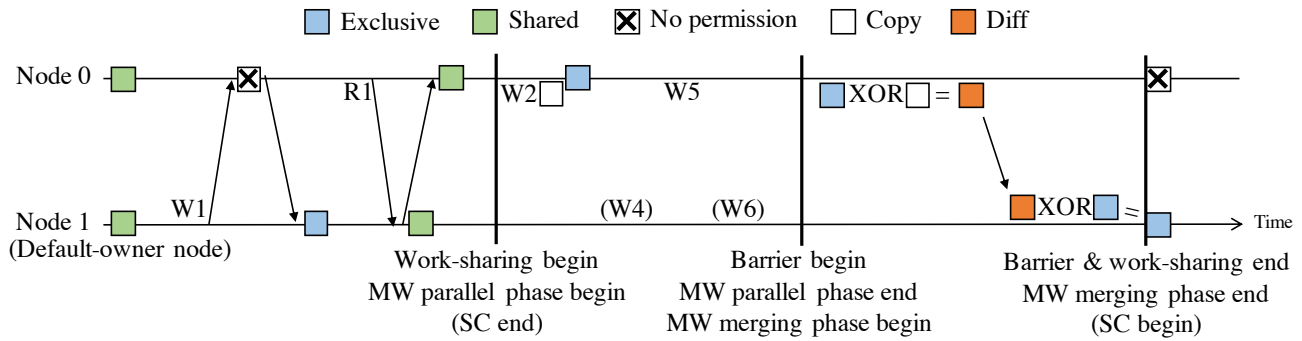 Exclusive Shared No permission Copy Diff
Node 0
R1
W2
W5
XOR = 
W1
(W4)
(W6)
XOR =
Node 1
(Default-owner node)
Time
Work-sharing begin
MW parallel phase begin
(SC end)
Barrier begin
MW parallel phase end
MW merging phase begin
Barrier & work-sharing end
MW merging phase end
(SC begin)